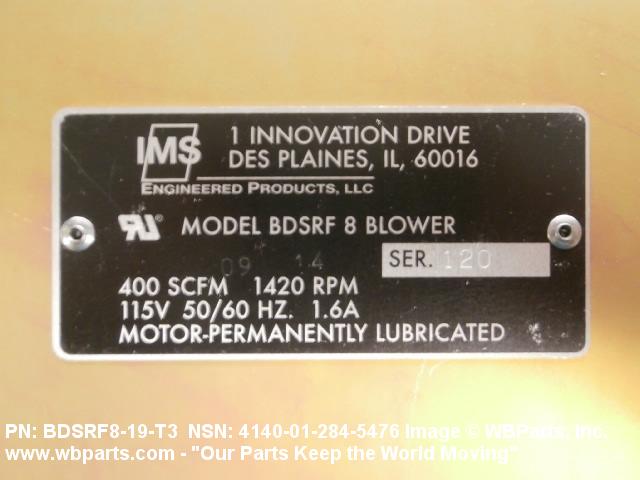 IMS
1 INNOVATION DRIVE
DES PLAINES, IL, 60016
ENGINEERED PRODUCTS, LLC
RU ®
MODEL BDSRF 8 BLOWER
09 14
SER. 120
400 SCFM 1420 RPM
115V 50/60 HZ. 1.6A
MOTOR-PERMANENTLY LUBRICATED
PN: BDSRF8-19-T3 NSN: 4140-01-284-5476 Image © WBParts, Inc.
www.wbparts.com - "Our Parts Keep the World Moving"